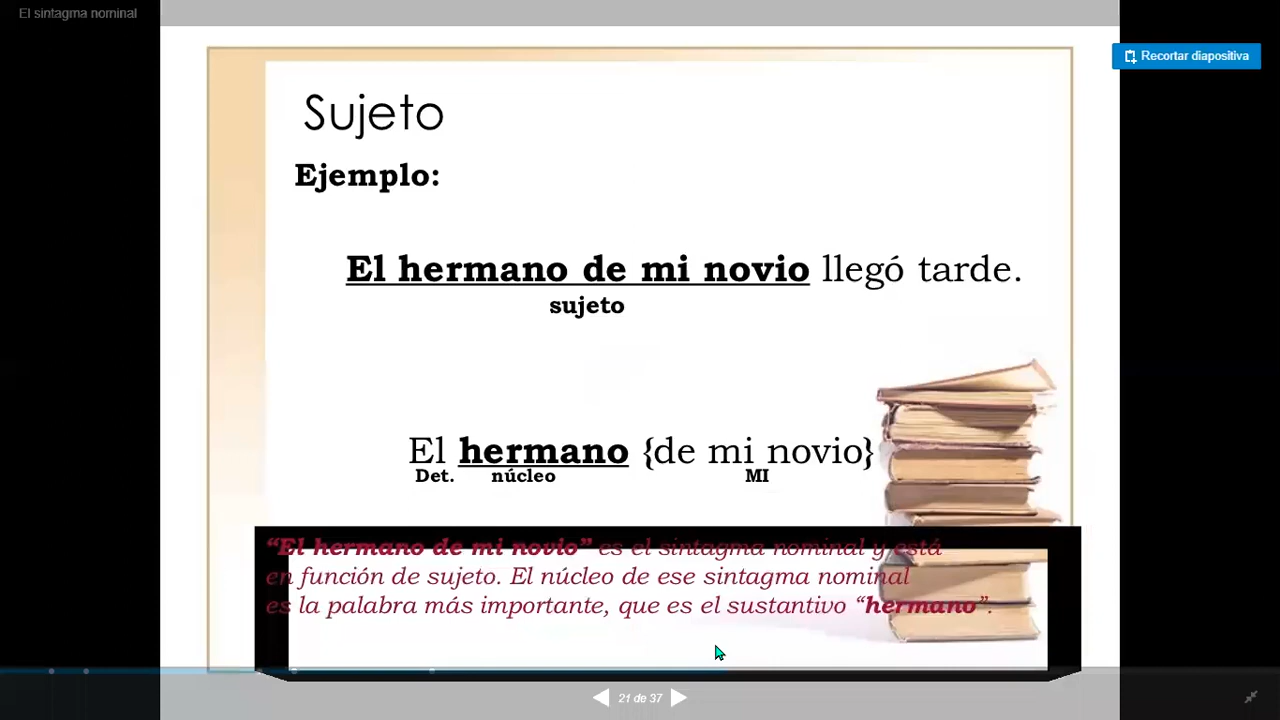 El sintagma nominal
Recortar diapositiva
Sujeto
Ejemplo:
El hermano de mi novio llegó tarde.
sujeto
El hermano {de mi novio}
Det. núcleo MI
“El hermano de mi novio” es el sintagma nominal y está
en función de sujeto. El núcleo de ese sintagma nominal
es la palabra más importante, que es el sustantivo “hermano”.
21 de 37